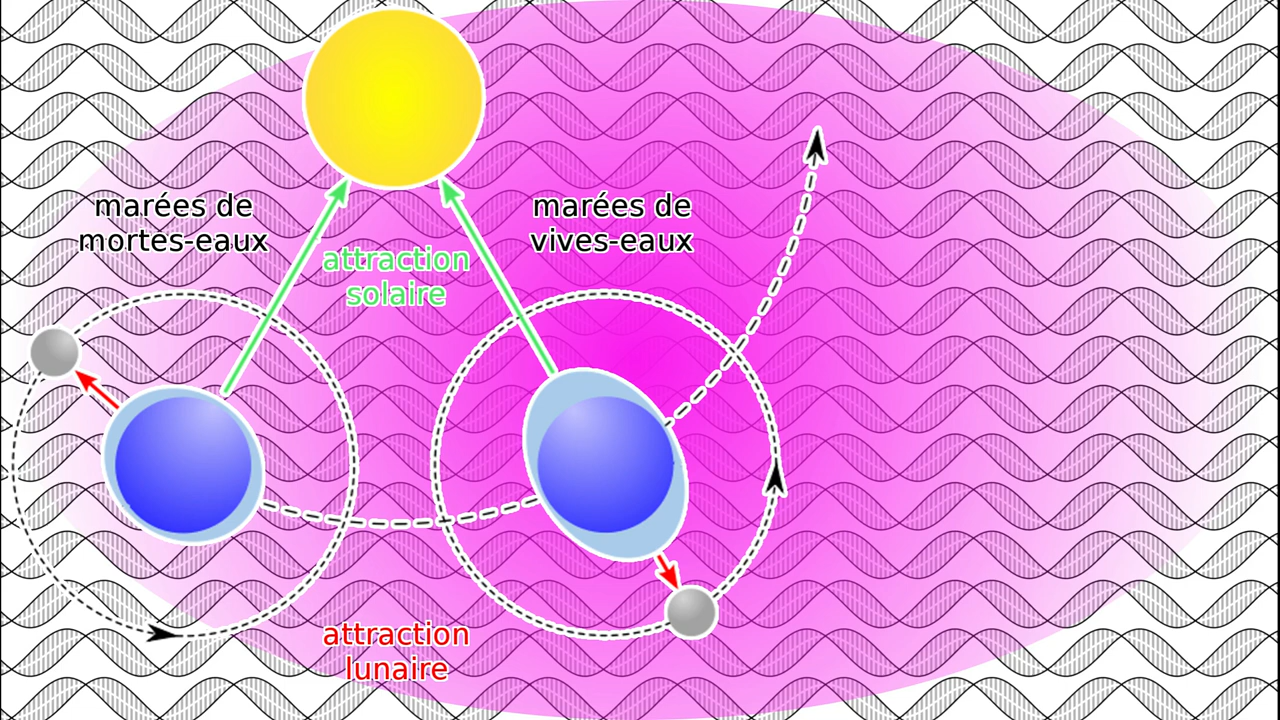 marées de
mortes-eaux
marées de
vives-eaux
attraction
solaire
attraction
lunaire